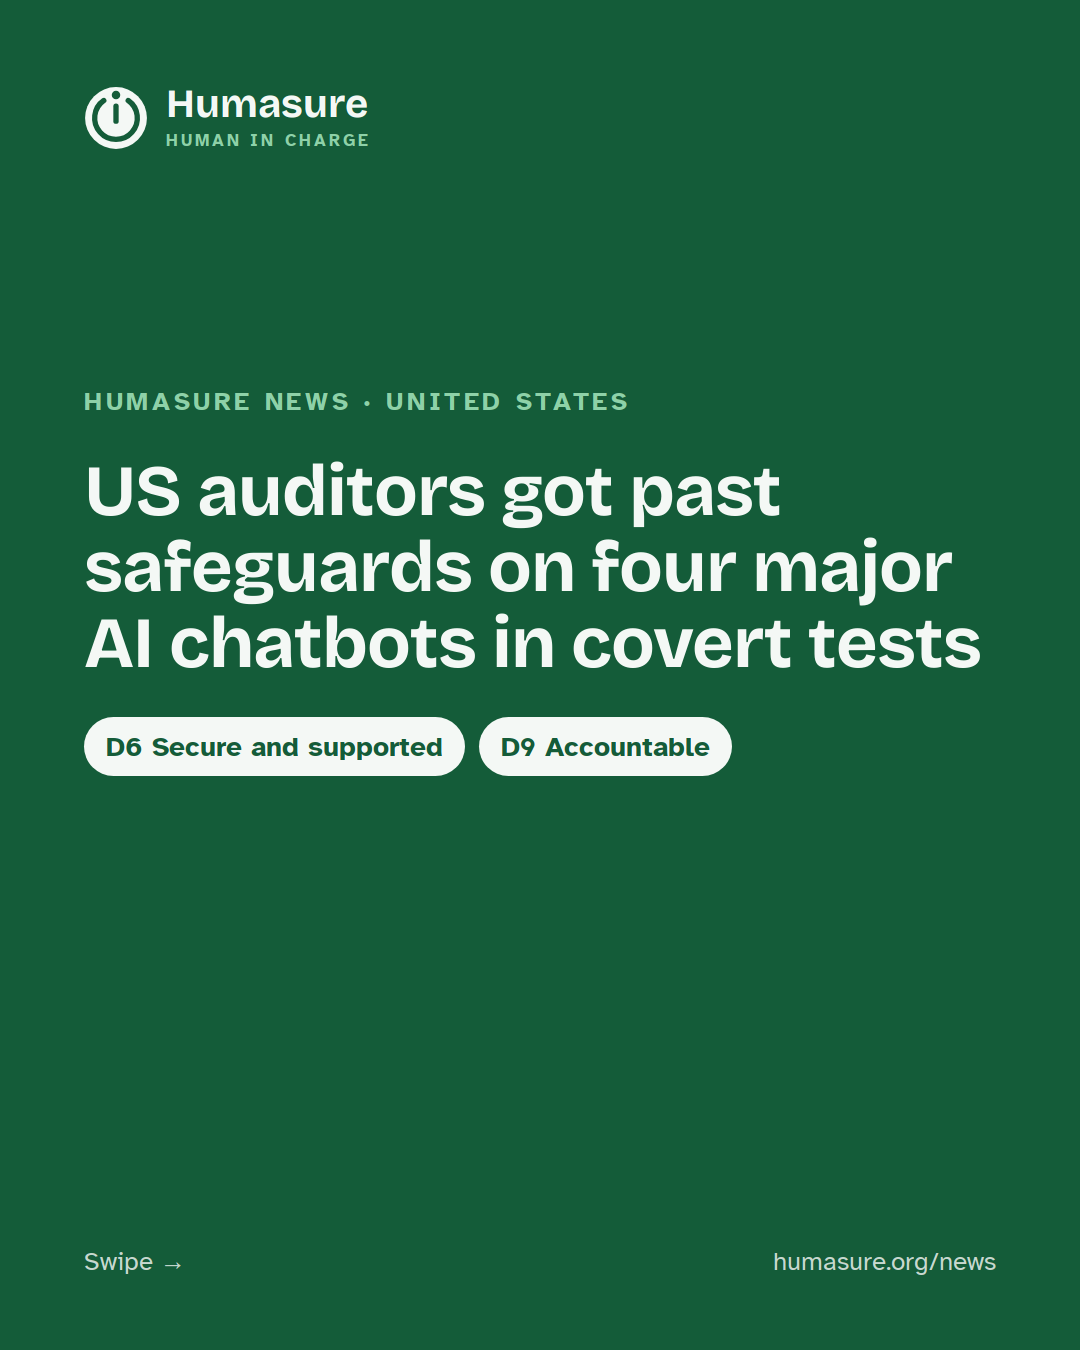 Humasure
HUMAN IN CHARGE
HUMASURE NEWS · UNITED STATES
US auditors got past
safeguards on four major
AI chatbots in covert tests
D6 Secure and supported
D9 Accountable
Swipe →
humasure.org/news